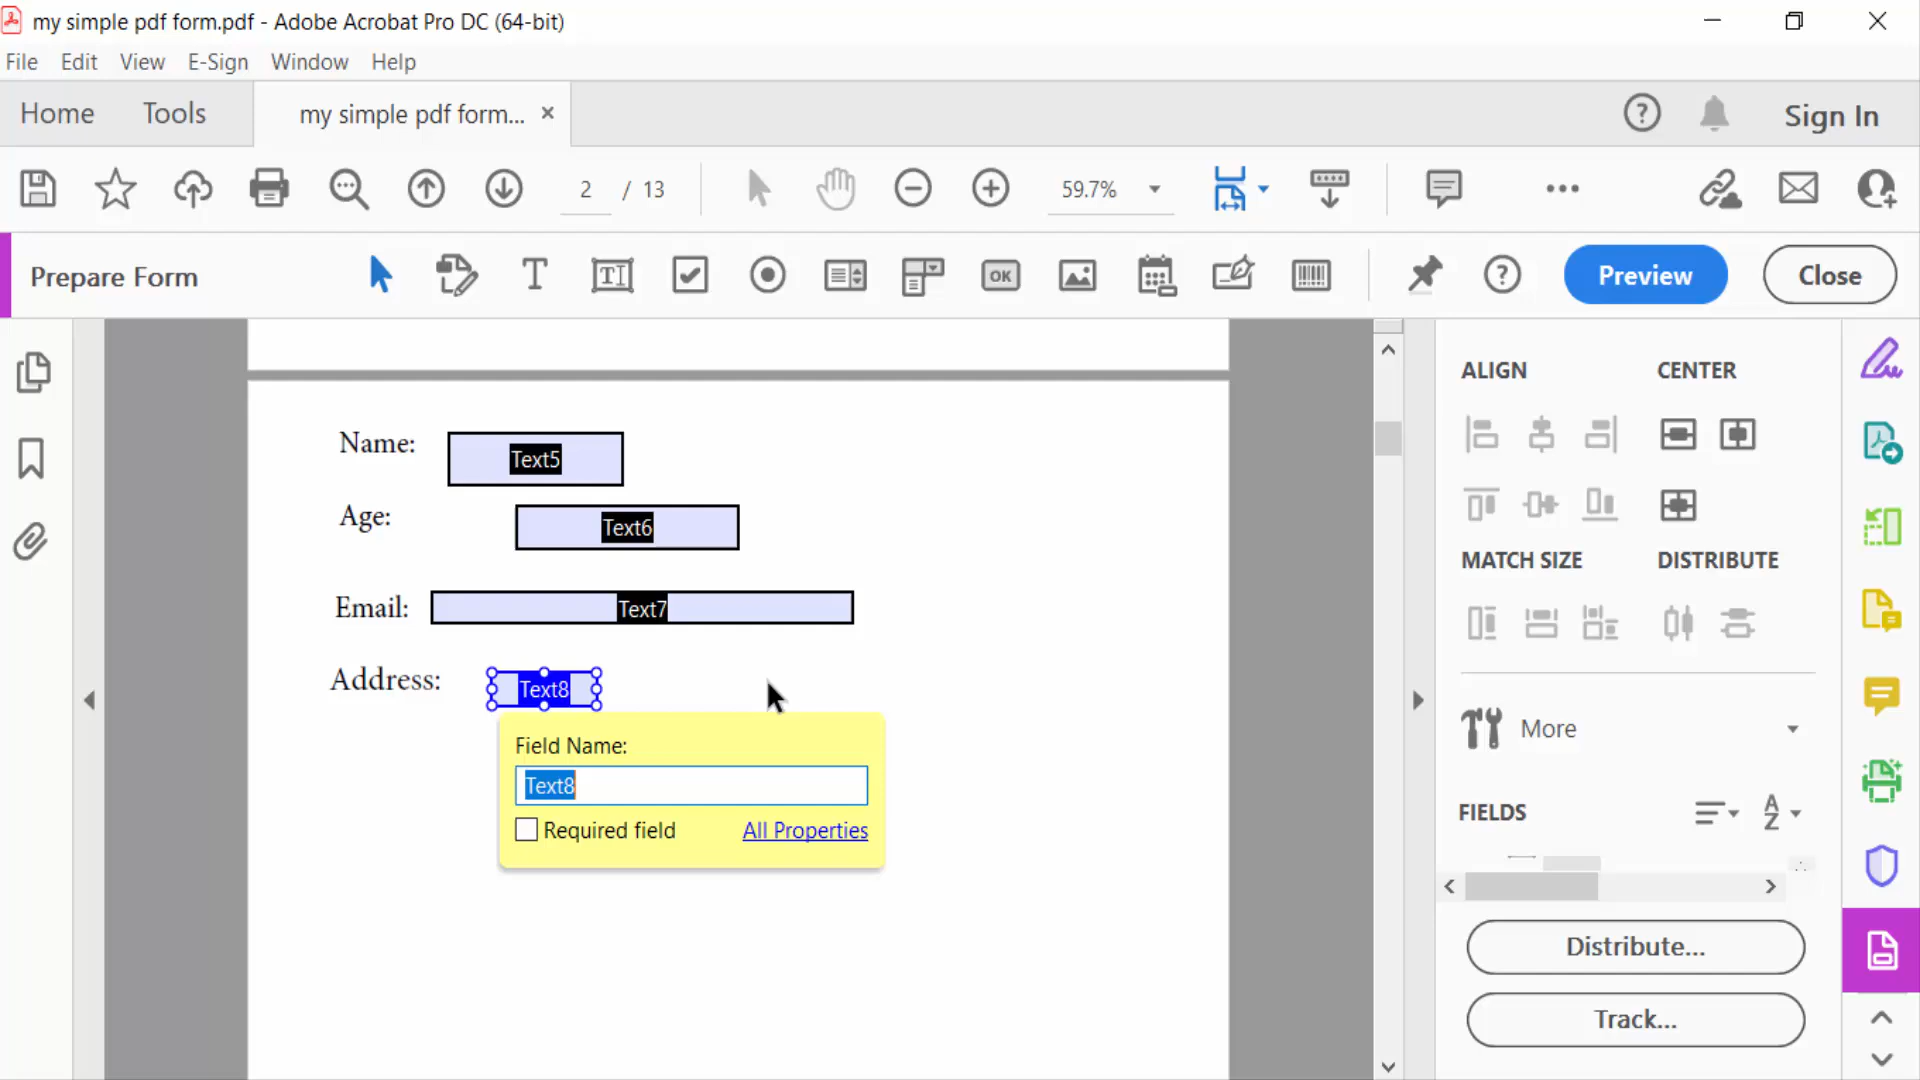 my simple pdf form.pdf - Adobe Acrobat Pro DC (64-bit)
File Edit View E-Sign Window Help
Home Tools my simple pdf form... × Sign In
2 / 13 59.7%
Prepare Form T TI OK Preview Close
ALIGN CENTER
Name: Text5
Age: Text6
MATCH SIZE DISTRIBUTE
Email: Text7
Address: Text8
More
Field Name:
Text8
Required field All Properties
FIELDS
A
Z
Distribute...
Track...